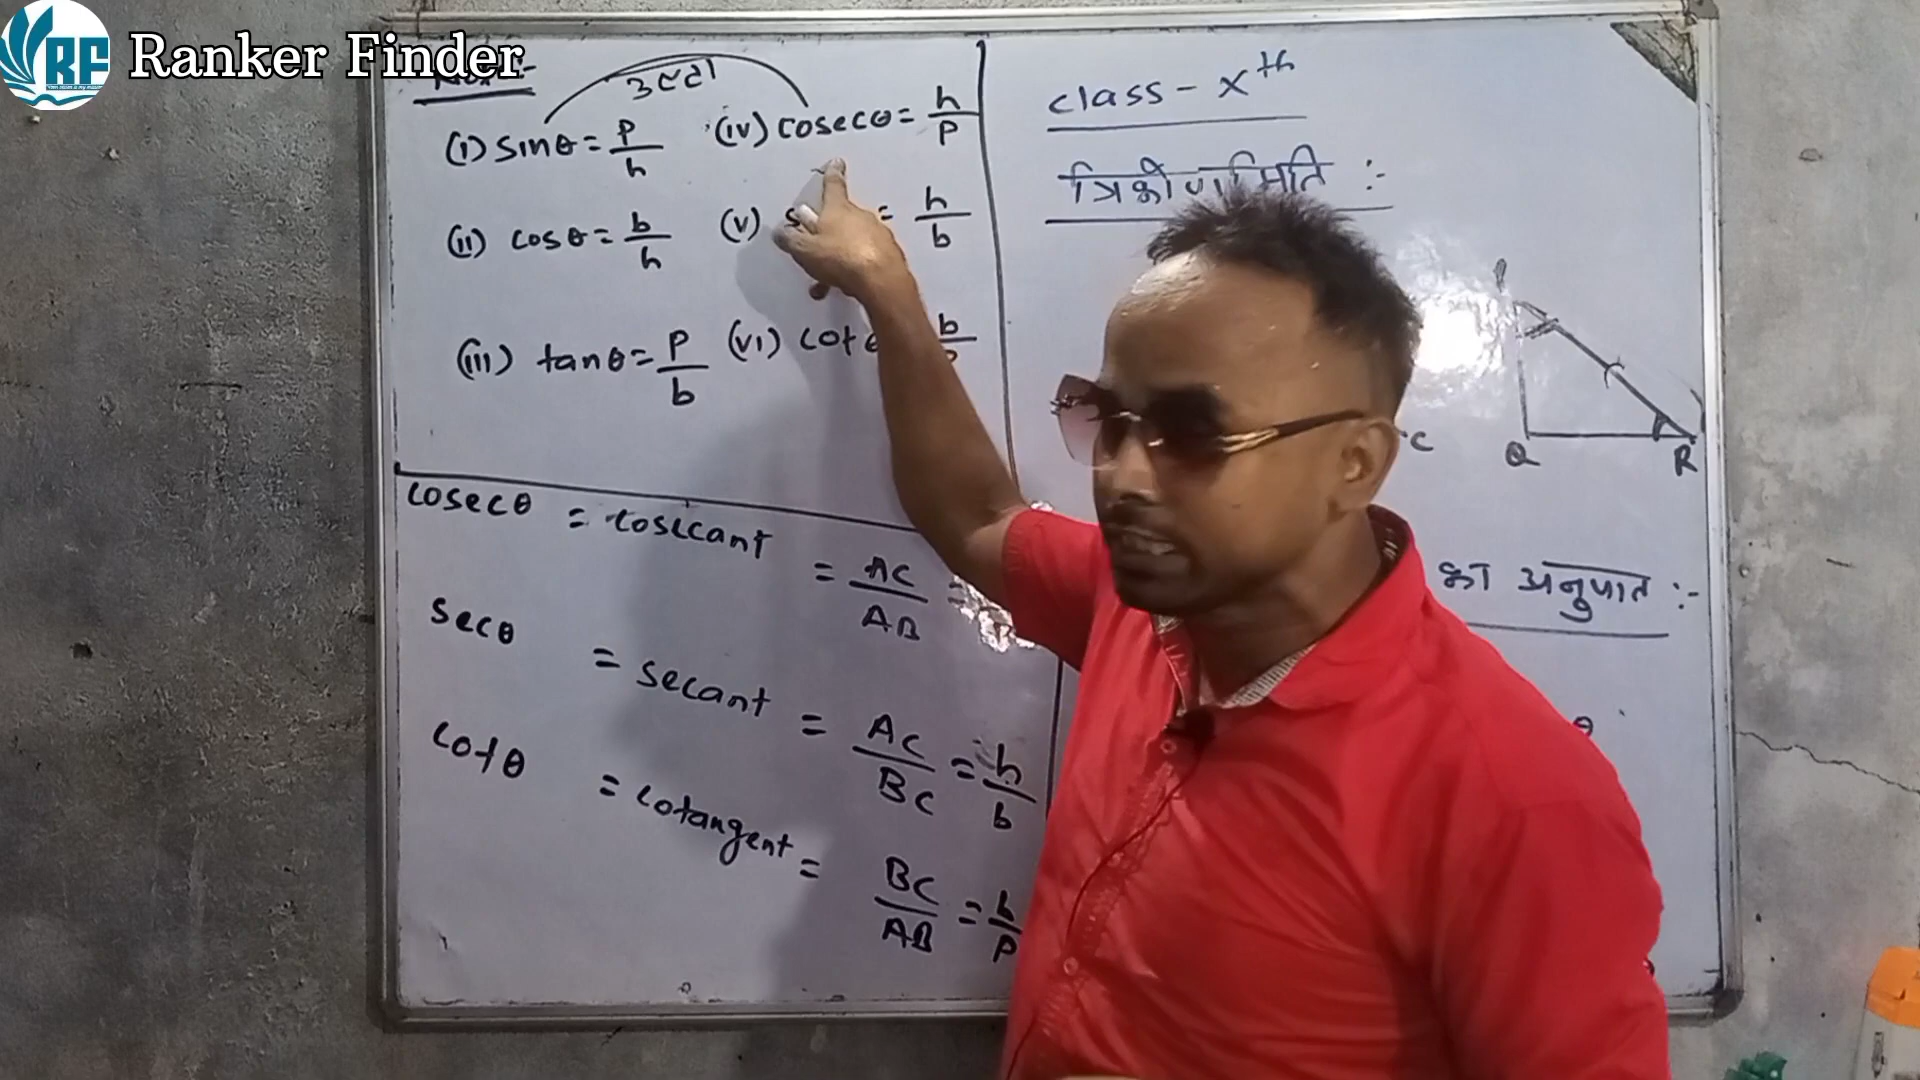 Ranker Finder
उल्टा
(i) sinθ = p/h (iv) cosecθ = h/p
(ii) cosθ = b/h (v) = h/b
(iii) tanθ = p/b (vi) cot b
cosecθ = cosecant = AC/AB =
secθ = secant = AC/BC = h/b
cotθ = cotangent = BC/AB = b/p
class - Xth
त्रिकोणमिति :-
C
Q R
का अनुपात :-
θ